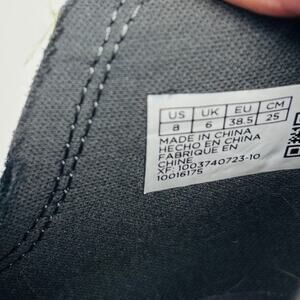 US UK EU CM
8 6 38.5 25
MADE IN CHINA
HECHO EN CHINA
FABRIQUE EN
CHINE
XF: 1003740723-10
10016175